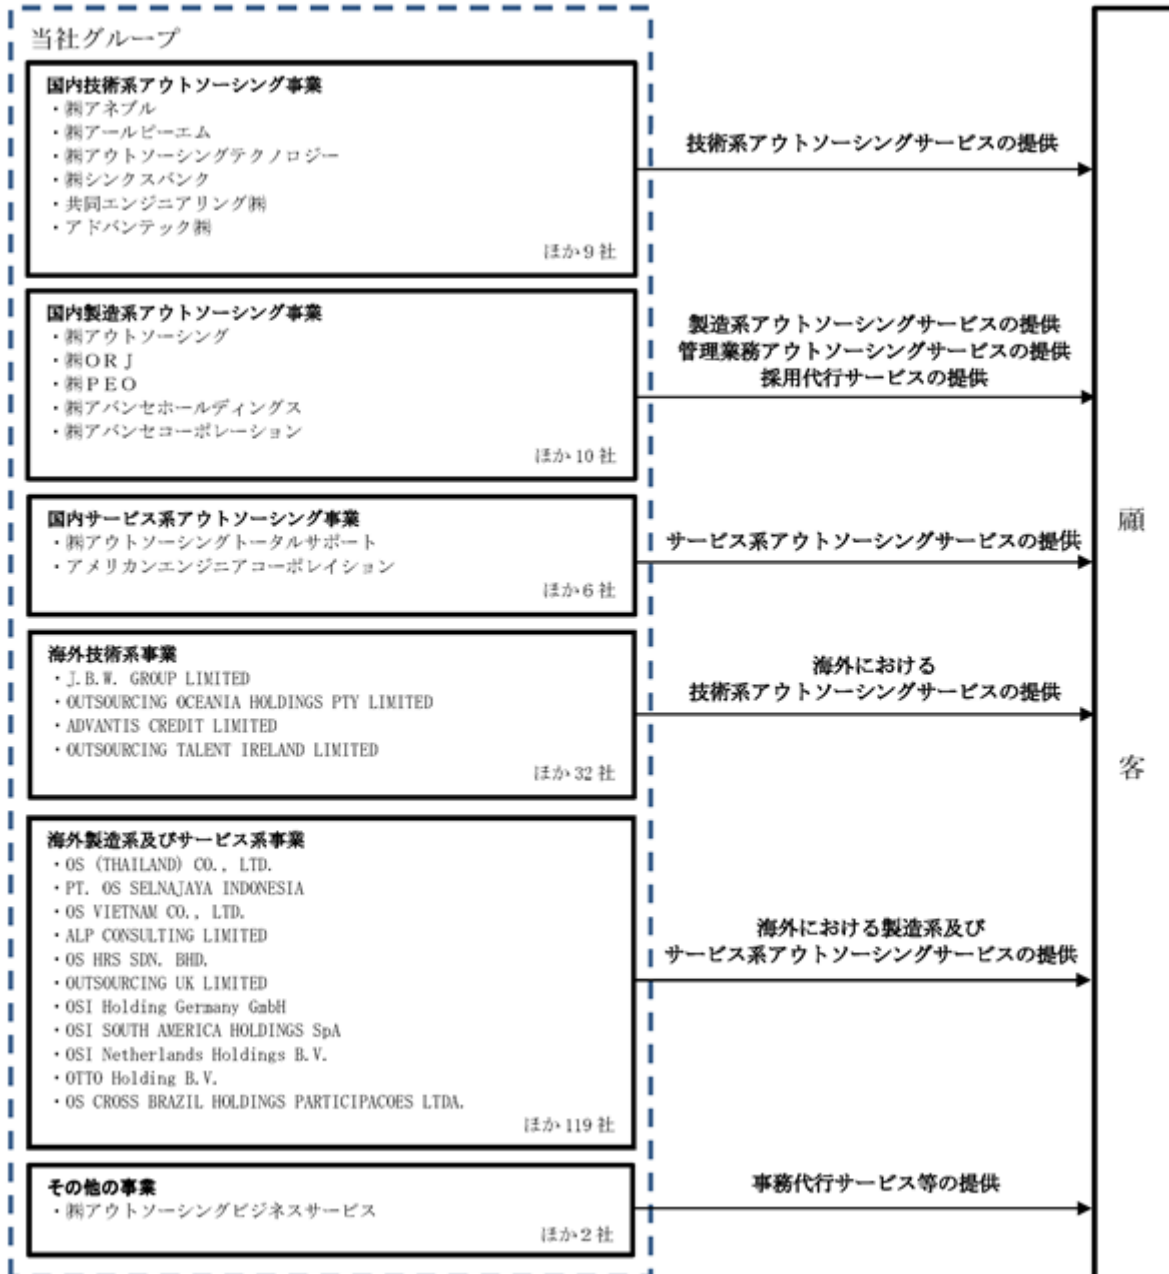 当社グループ
国内技術系アウトソーシング事業
・㈱アネブル
・㈱アールピーエム
・㈱アウトソーシングテクノロジー
・㈱シンクスバンク
・共同エンジニアリング㈱
・アドバンテック㈱
ほか9社
技術系アウトソーシングサービスの提供
国内製造系アウトソーシング事業
・㈱アウトソーシング
・㈱ORJ
・㈱PEO
・㈱アバンセホールディングス
・㈱アバンセコーポレーション
ほか10社
製造系アウトソーシングサービスの提供
管理業務アウトソーシングサービスの提供
採用代行サービスの提供
国内サービス系アウトソーシング事業
・㈱アウトソーシングトータルサポート
・アメリカンエンジニアコーポレイション
ほか6社
サービス系アウトソーシングサービスの提供
海外技術系事業
・J.B.W. GROUP LIMITED
・OUTSOURCING OCEANIA HOLDINGS PTY LIMITED
・ADVANTIS CREDIT LIMITED
・OUTSOURCING TALENT IRELAND LIMITED
ほか32社
海外における
技術系アウトソーシングサービスの提供
海外製造系及びサービス系事業
・OS (THAILAND) CO., LTD.
・PT. OS SELNAJAYA INDONESIA
・OS VIETNAM CO., LTD.
・ALP CONSULTING LIMITED
・OS HRS SDN. BHD.
・OUTSOURCING UK LIMITED
・OSI Holding Germany GmbH
・OSI SOUTH AMERICA HOLDINGS SpA
・OSI Netherlands Holdings B.V.
・OTTO Holding B.V.
・OS CROSS BRAZIL HOLDINGS PARTICIPACOES LTDA.
ほか119社
海外における製造系及び
サービス系アウトソーシングサービスの提供
その他の事業
・㈱アウトソーシングビジネスサービス
ほか2社
事務代行サービス等の提供
顧
客